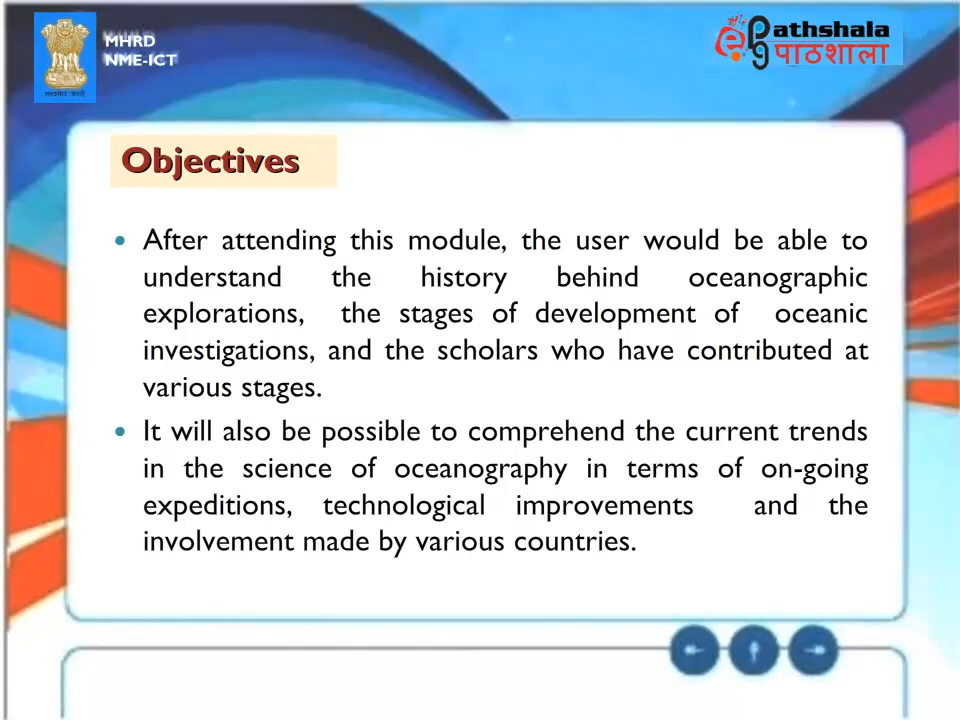 MHRD
NME-ICT
ePG Pathshala
पाठशाला
Objectives
After attending this module, the user would be able to
understand the history behind oceanographic
explorations, the stages of development of oceanic
investigations, and the scholars who have contributed at
various stages.
It will also be possible to comprehend the current trends
in the science of oceanography in terms of on-going
expeditions, technological improvements and the
involvement made by various countries.